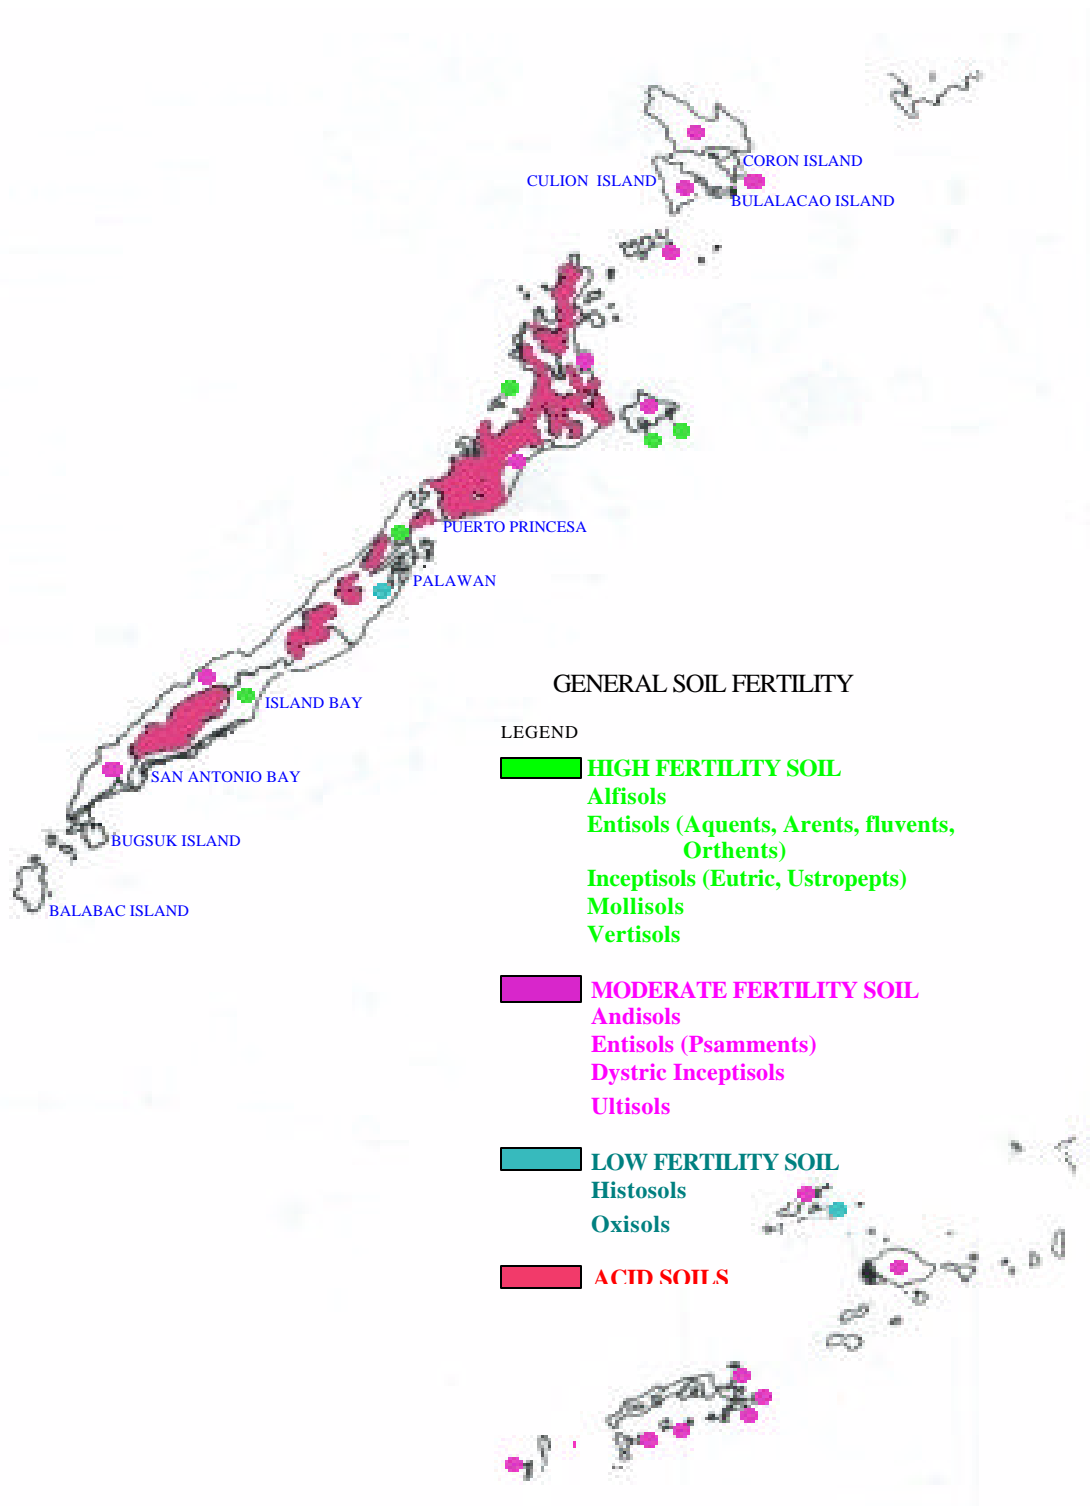 CORON ISLAND
CULION ISLAND
BULALACAO ISLAND
PUERTO PRINCESA
PALAWAN
GENERAL SOIL FERTILITY
ISLAND BAY
LEGEND
HIGH FERTILITY SOIL
SAN ANTONIO BAY
Alfisols
Entisols (Aquents, Arents, fluvents,
Orthents)
BUGSUK ISLAND
Inceptisols (Eutric, Ustropepts)
Mollisols
BALABAC ISLAND
Vertisols
MODERATE FERTILITY SOIL
Andisols
Entisols (Psamments)
Dystric Inceptisols
Ultisols
LOW FERTILITY SOIL
Histosols
Oxisols
ACID SOILS